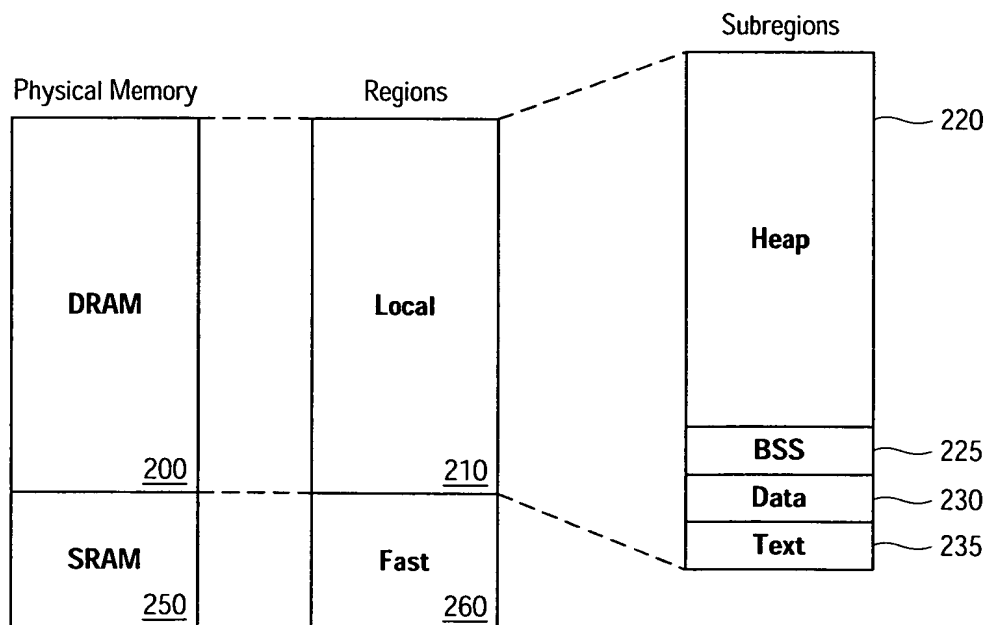 Subregions
Physical Memory
Regions
220
Heap
DRAM
Local
200
210
BSS
225
Data
230
Text
235
SRAM
Fast
250
260